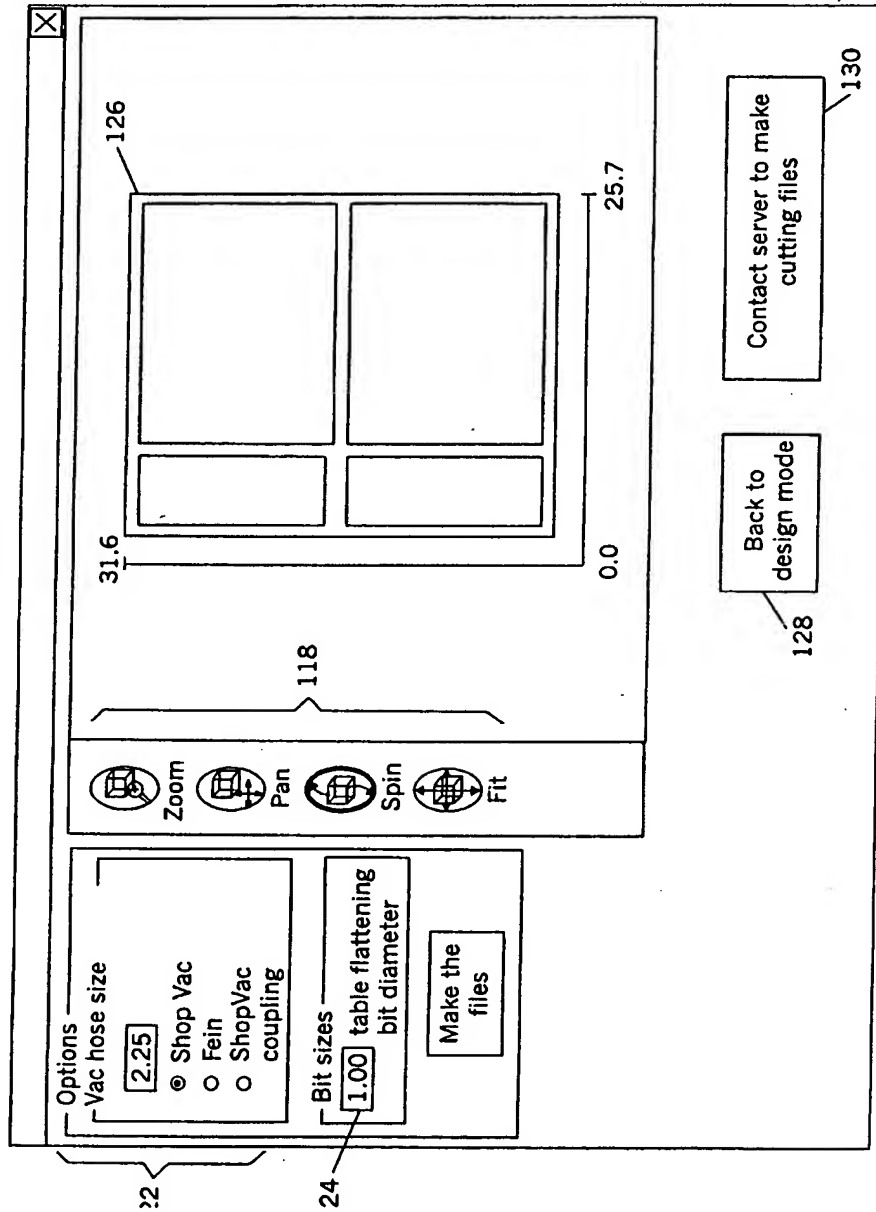 Options
Vac hose size
2.25
Shop Vac
Fein
ShopVac
coupling
Bit sizes
1.00 table flattening
bit diameter
Make the
files
22
24
Zoom
Pan
Spin
Fit
118
31.6
0.0
25.7
126
Back to
design mode
128
Contact server to make
cutting files
130